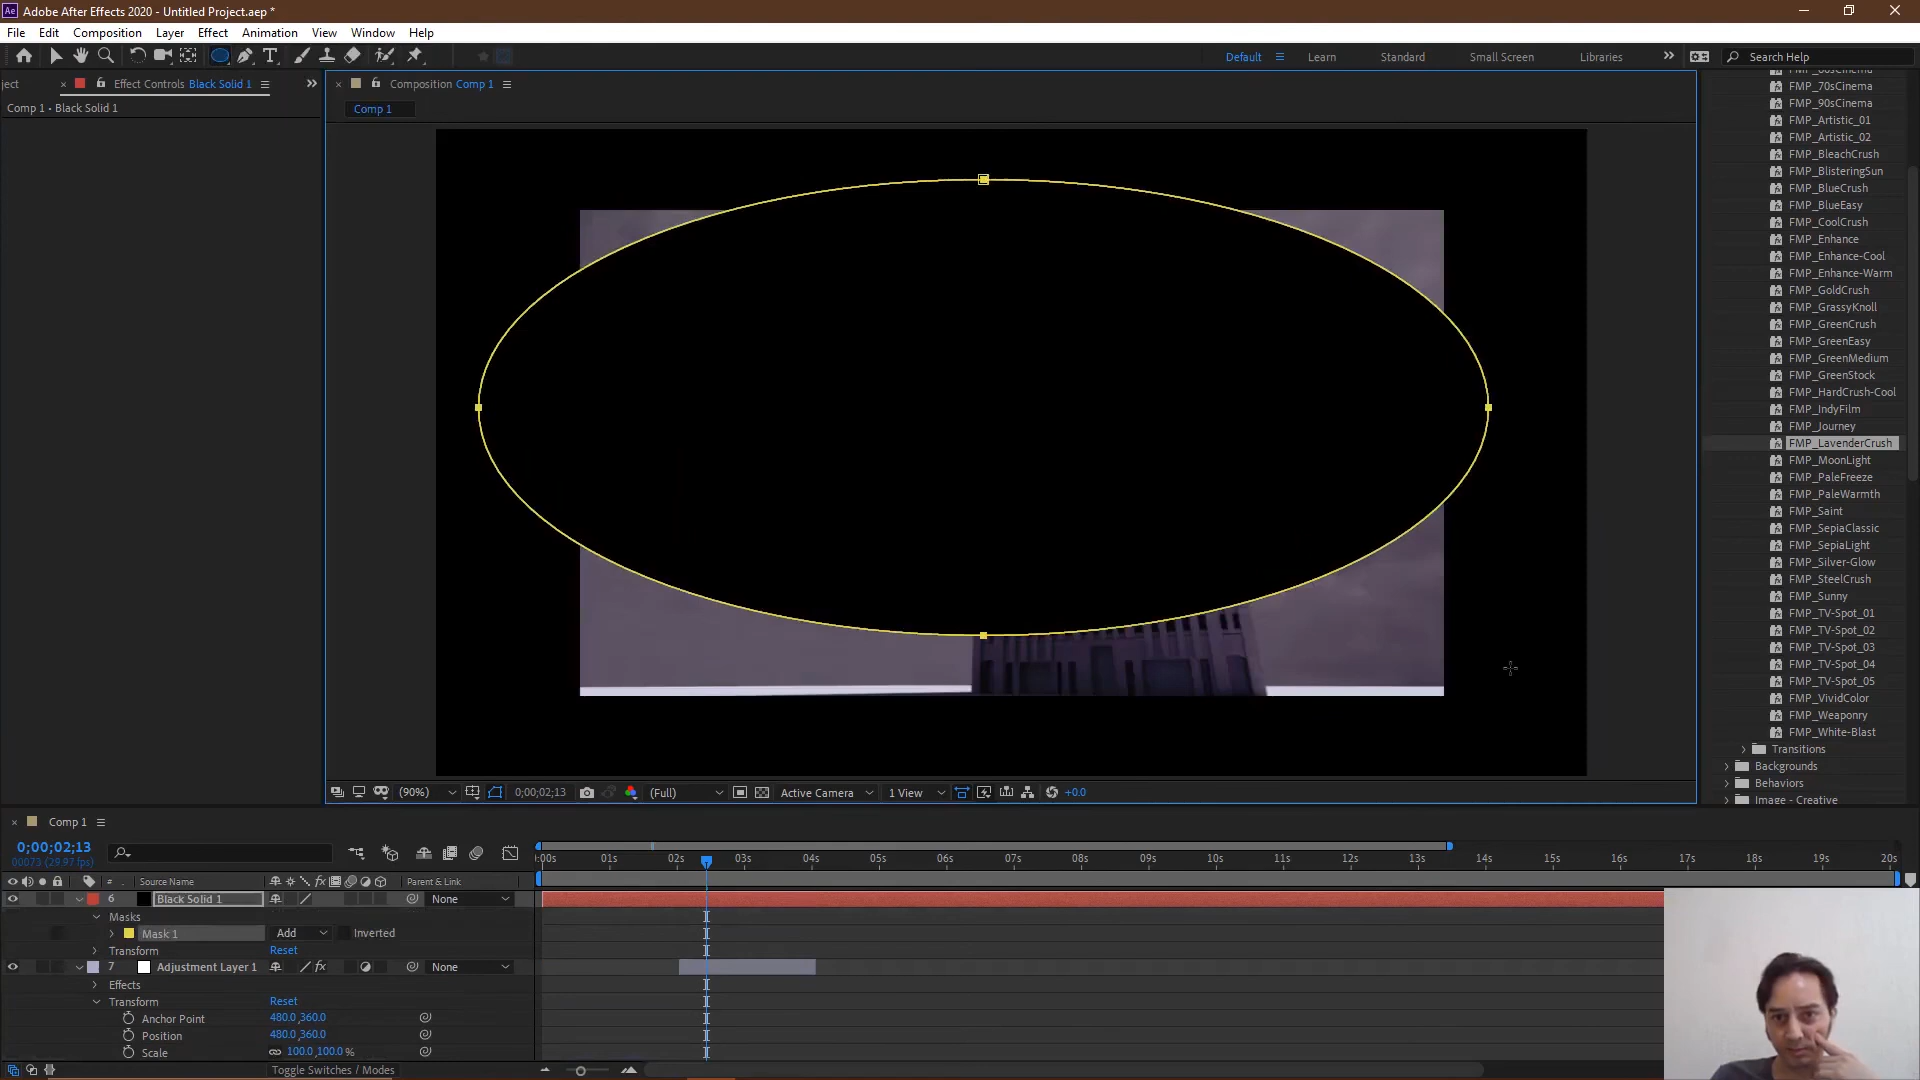 Adobe After Effects 2020 - Untitled Project.aep *
File Edit Composition Layer Effect Animation View Window Help
Default Learn Standard Small Screen Libraries Search Help
ject Effect Controls Black Solid 1
Composition Comp 1
Comp 1 • Black Solid 1
Comp 1
FMP_70sCinema
FMP_90sCinema
FMP_Artistic_01
FMP_Artistic_02
FMP_BleachCrush
FMP_BlisteringSun
FMP_BlueCrush
FMP_BlueEasy
FMP_CoolCrush
FMP_Enhance
FMP_Enhance-Cool
FMP_Enhance-Warm
FMP_GoldCrush
FMP_GrassyKnoll
FMP_GreenCrush
FMP_GreenEasy
FMP_GreenMedium
FMP_GreenStock
FMP_HardCrush-Cool
FMP_IndyFilm
FMP_Journey
FMP_LavenderCrush
FMP_MoonLight
FMP_PaleFreeze
FMP_PaleWarmth
FMP_Saint
FMP_SepiaClassic
FMP_SepiaLight
FMP_Silver-Glow
FMP_SteelCrush
FMP_Sunny
FMP_TV-Spot_01
FMP_TV-Spot_02
FMP_TV-Spot_03
FMP_TV-Spot_04
FMP_TV-Spot_05
FMP_VividColor
FMP_Weaponry
FMP_White-Blast
Transitions
Backgrounds
Behaviors
Image - Creative
(90%) 0;00;02;13 (Full) Active Camera 1 View +0.0
Comp 1
0;00;02;13
00073 (29.97 fps)
:00s 01s 02s 03s 04s 05s 06s 07s 08s 09s 10s 11s 12s 13s 14s 15s 16s 17s 18s 19s 20s
# Source Name fx Parent & Link
6 Black Solid 1 None
Masks
Mask 1 Add Inverted
Transform Reset
7 Adjustment Layer 1 fx None
Effects
Transform Reset
Anchor Point 480.0,360.0
Position 480.0,360.0
Scale 100.0,100.0 %
Toggle Switches / Modes